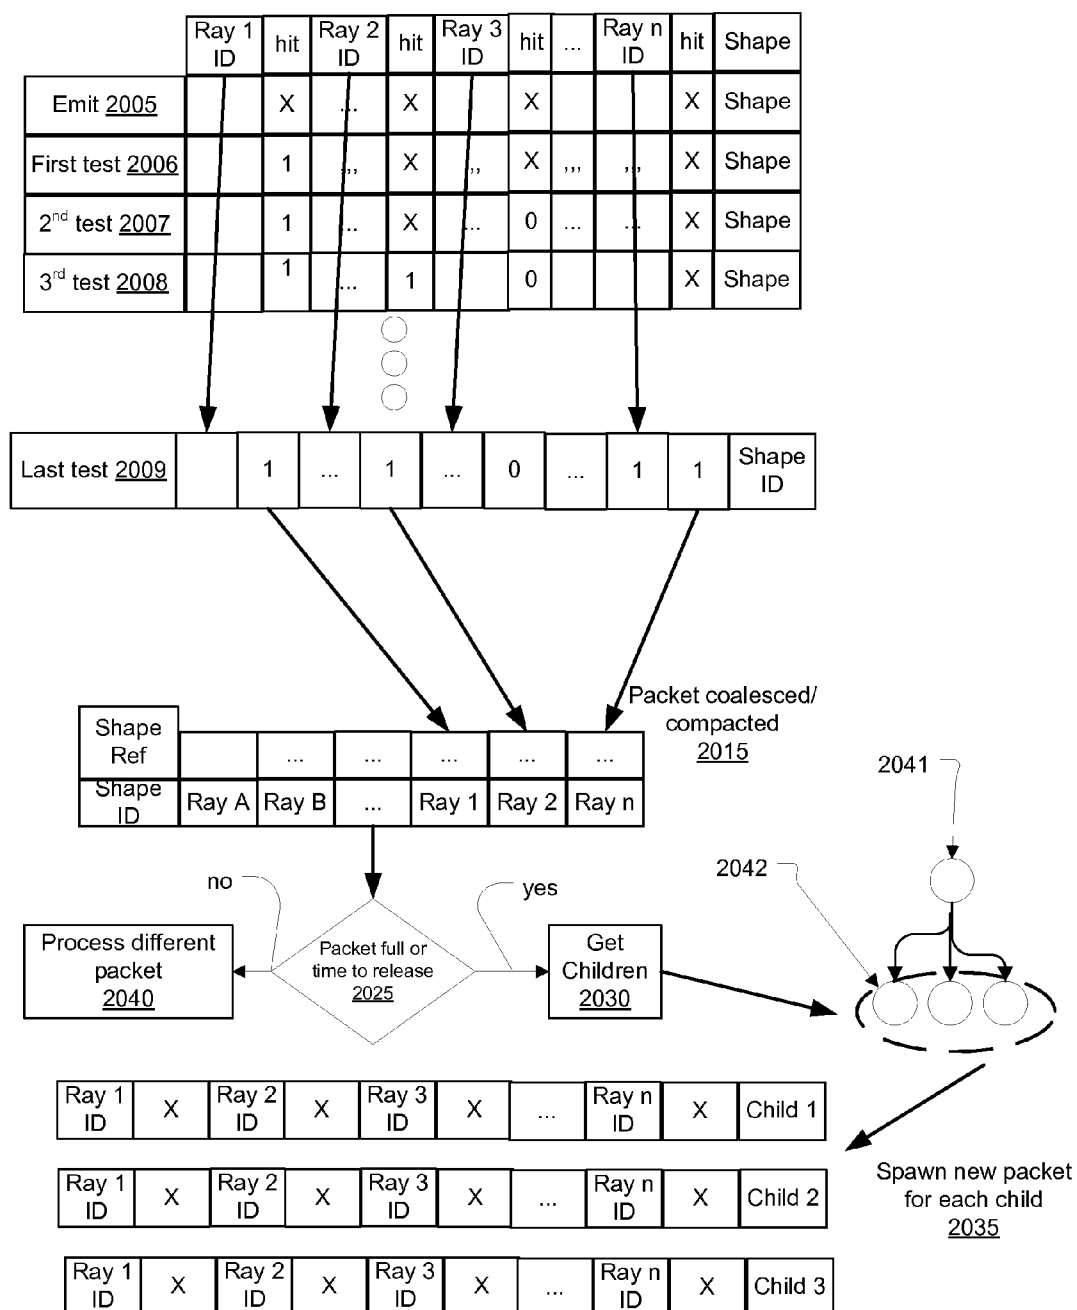 Ray 1 ID hit Ray 2 ID hit Ray 3 ID hit ... Ray n ID hit Shape
Emit 2005 X ... X X X Shape
First test 2006 1 ,,, X ,, X ,,, ,,, X Shape
2nd test 2007 1 ... X ... 0 ... ... X Shape
3rd test 2008 1 ... 1 0 X Shape
Last test 2009 1 ... 1 ... 0 ... 1 1 Shape ID
Packet coalesced/
compacted
2015
Shape Ref ... ... ... ... ...
Shape ID Ray A Ray B ... Ray 1 Ray 2 Ray n
2041
2042
no
yes
Process different
packet
2040
Packet full or
time to release
2025
Get
Children
2030
Ray 1 ID X Ray 2 ID X Ray 3 ID X ... Ray n ID X Child 1
Ray 1 ID X Ray 2 ID X Ray 3 ID X ... Ray n ID X Child 2
Ray 1 ID X Ray 2 ID X Ray 3 ID X ... Ray n ID X Child 3
Spawn new packet
for each child
2035